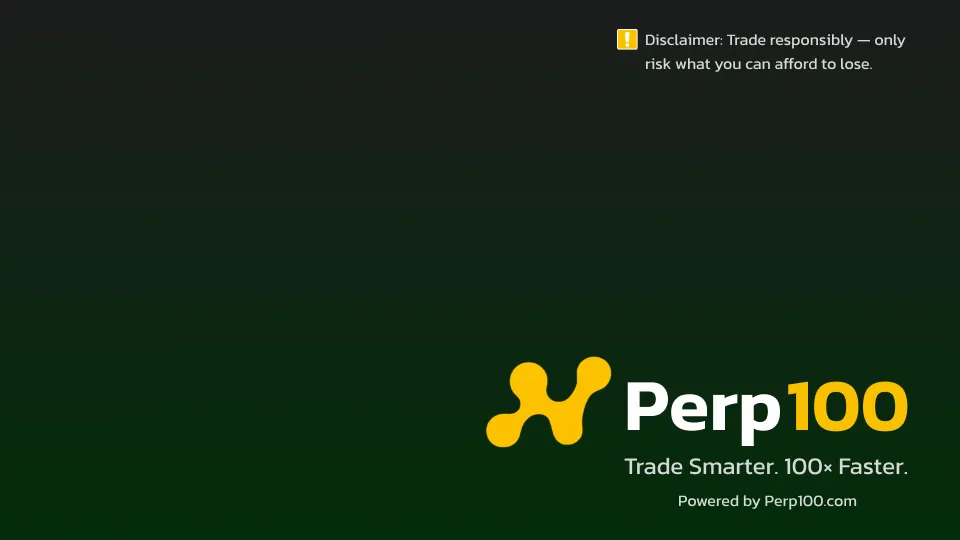 Disclaimer: Trade responsibly — only
risk what you can afford to lose.
Perp100
Trade Smarter. 100× Faster.
Powered by Perp100.com